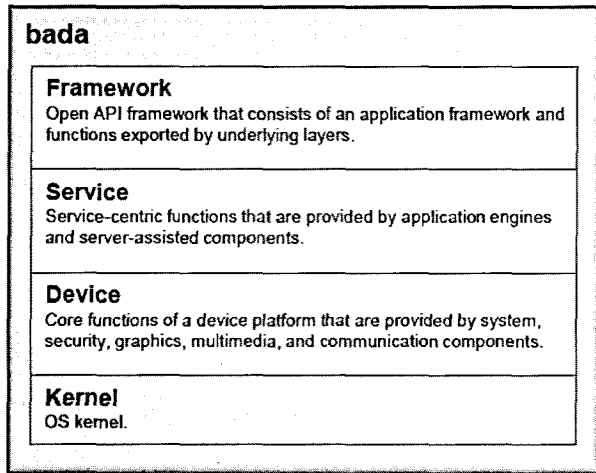 bada
Framework
Open API framework that consists of an application framework and
functions exported by underlying layers.
Service
Service-centric functions that are provided by application engines
and server-assisted components.
Device
Core functions of a device platform that are provided by system,
security, graphics, multimedia, and communication components.
Kernel
OS kernel.